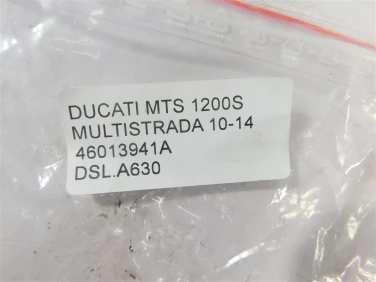 DUCATI MTS 1200S
MULTISTRADA 10-14
46013941A
DSL.A630